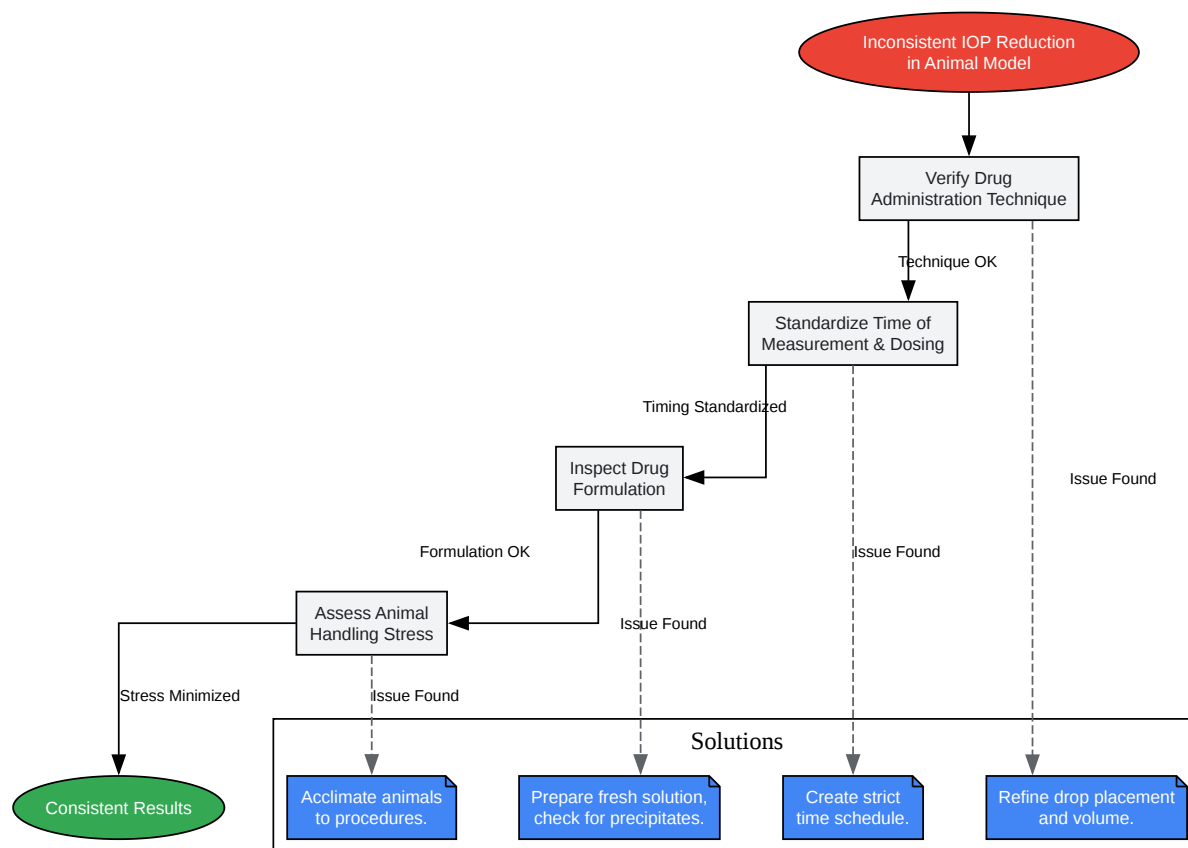 Inconsistent IOP Reduction
in Animal Model
Verify Drug
Administration Technique
Technique OK
Standardize Time of
Measurement & Dosing
Timing Standardized
Inspect Drug
Formulation
Issue Found
Formulation OK
Issue Found
Assess Animal
Handling Stress
Issue Found
Stress Minimized
Issue Found
Solutions
Consistent Results
Acclimate animals
to procedures.
Prepare fresh solution,
check for precipitates.
Create strict
time schedule.
Refine drop placement
and volume.